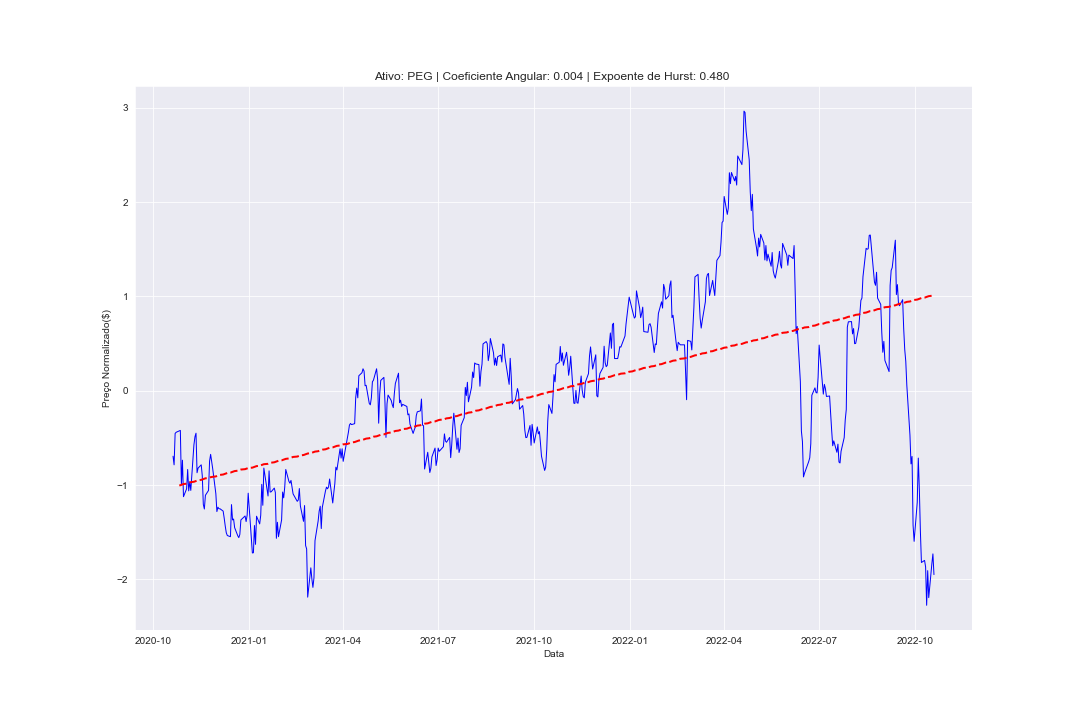 Ativo: PEG | Coeficiente Angular: 0.004 | Expoente de Hurst: 0.480
Preço Normalizado($)
3
2
1
0
−1
−2
2020-10 2021-01 2021-04 2021-07 2021-10 2022-01 2022-04 2022-07 2022-10
Data